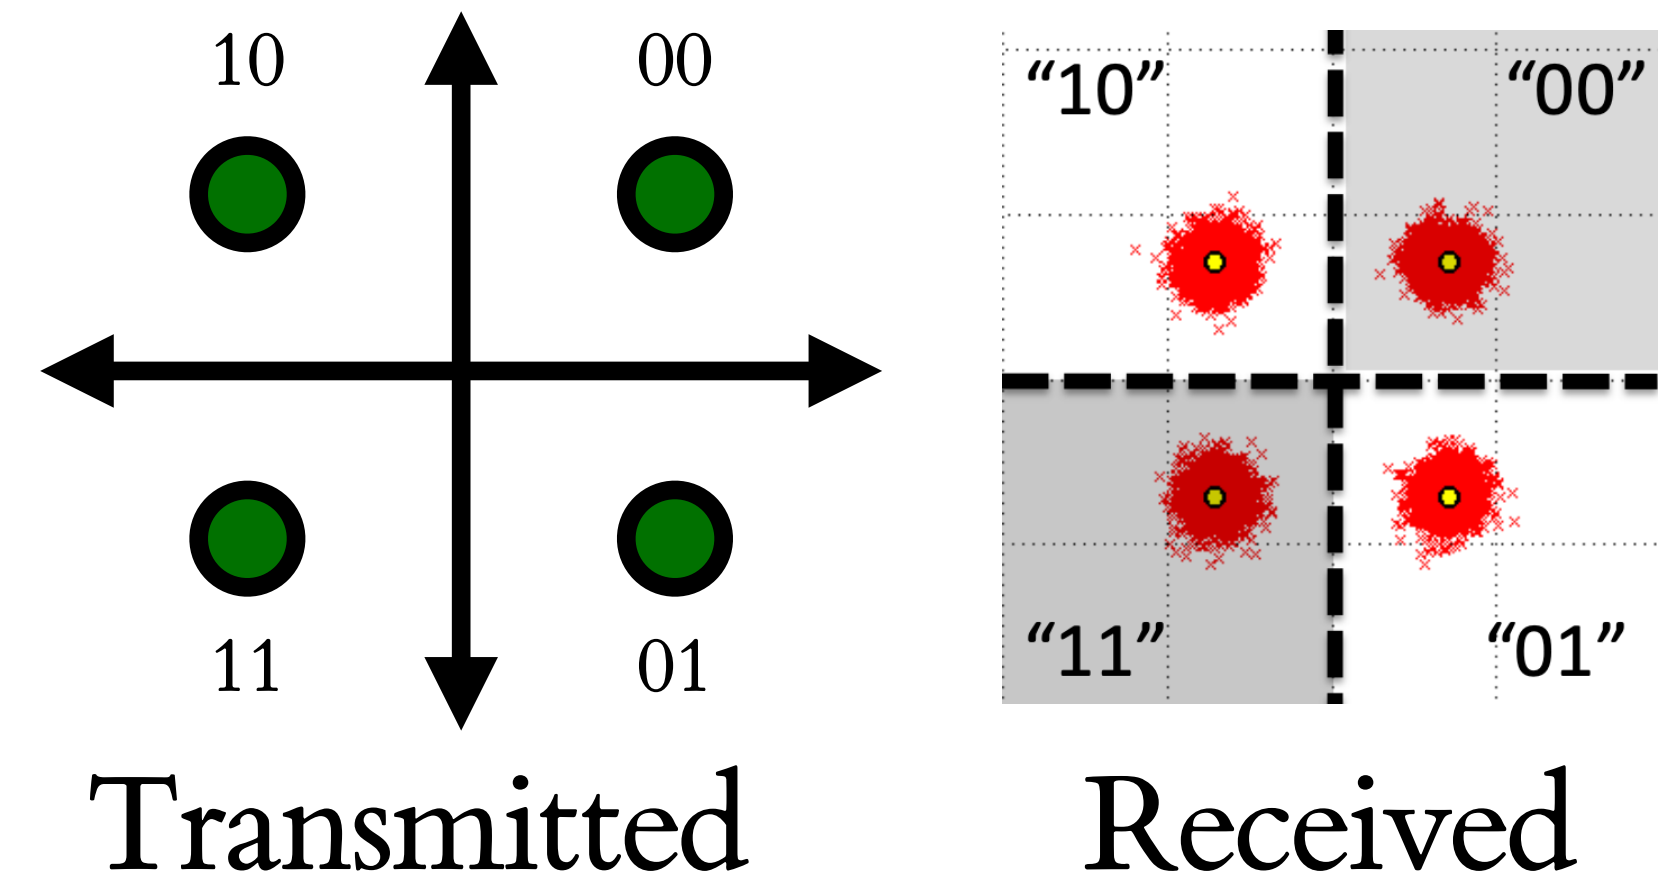 10 00
11 01
Transmitted
“10” “00”
“11” “01”
Received